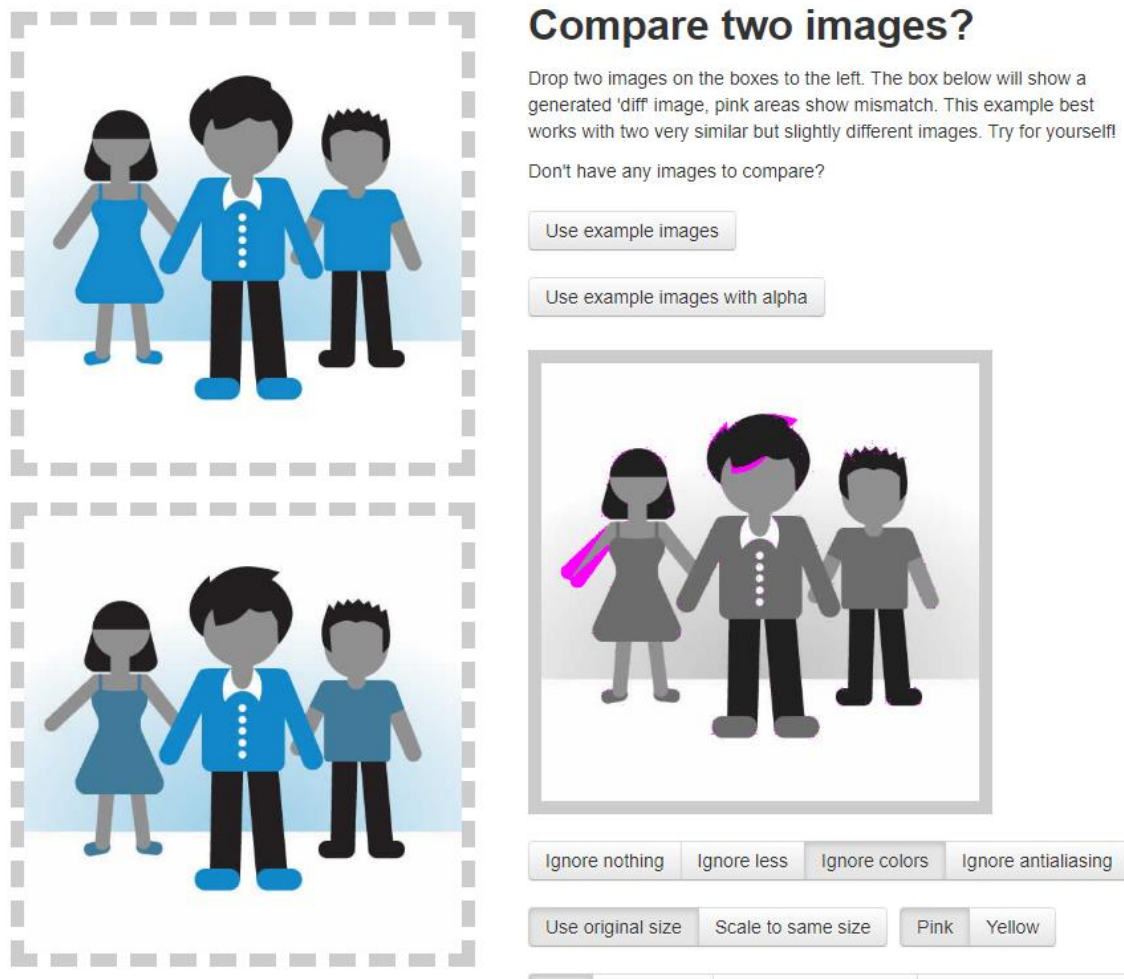 Compare two images?
Drop two images on the boxes to the left. The box below will show a
generated 'diff' image, pink areas show mismatch. This example best
works with two very similar but slightly different images. Try for yourself!
Don't have any images to compare?
Use example images
Use example images with alpha
Ignore nothing Ignore less Ignore colors Ignore antialiasing
Use original size Scale to same size Pink Yellow